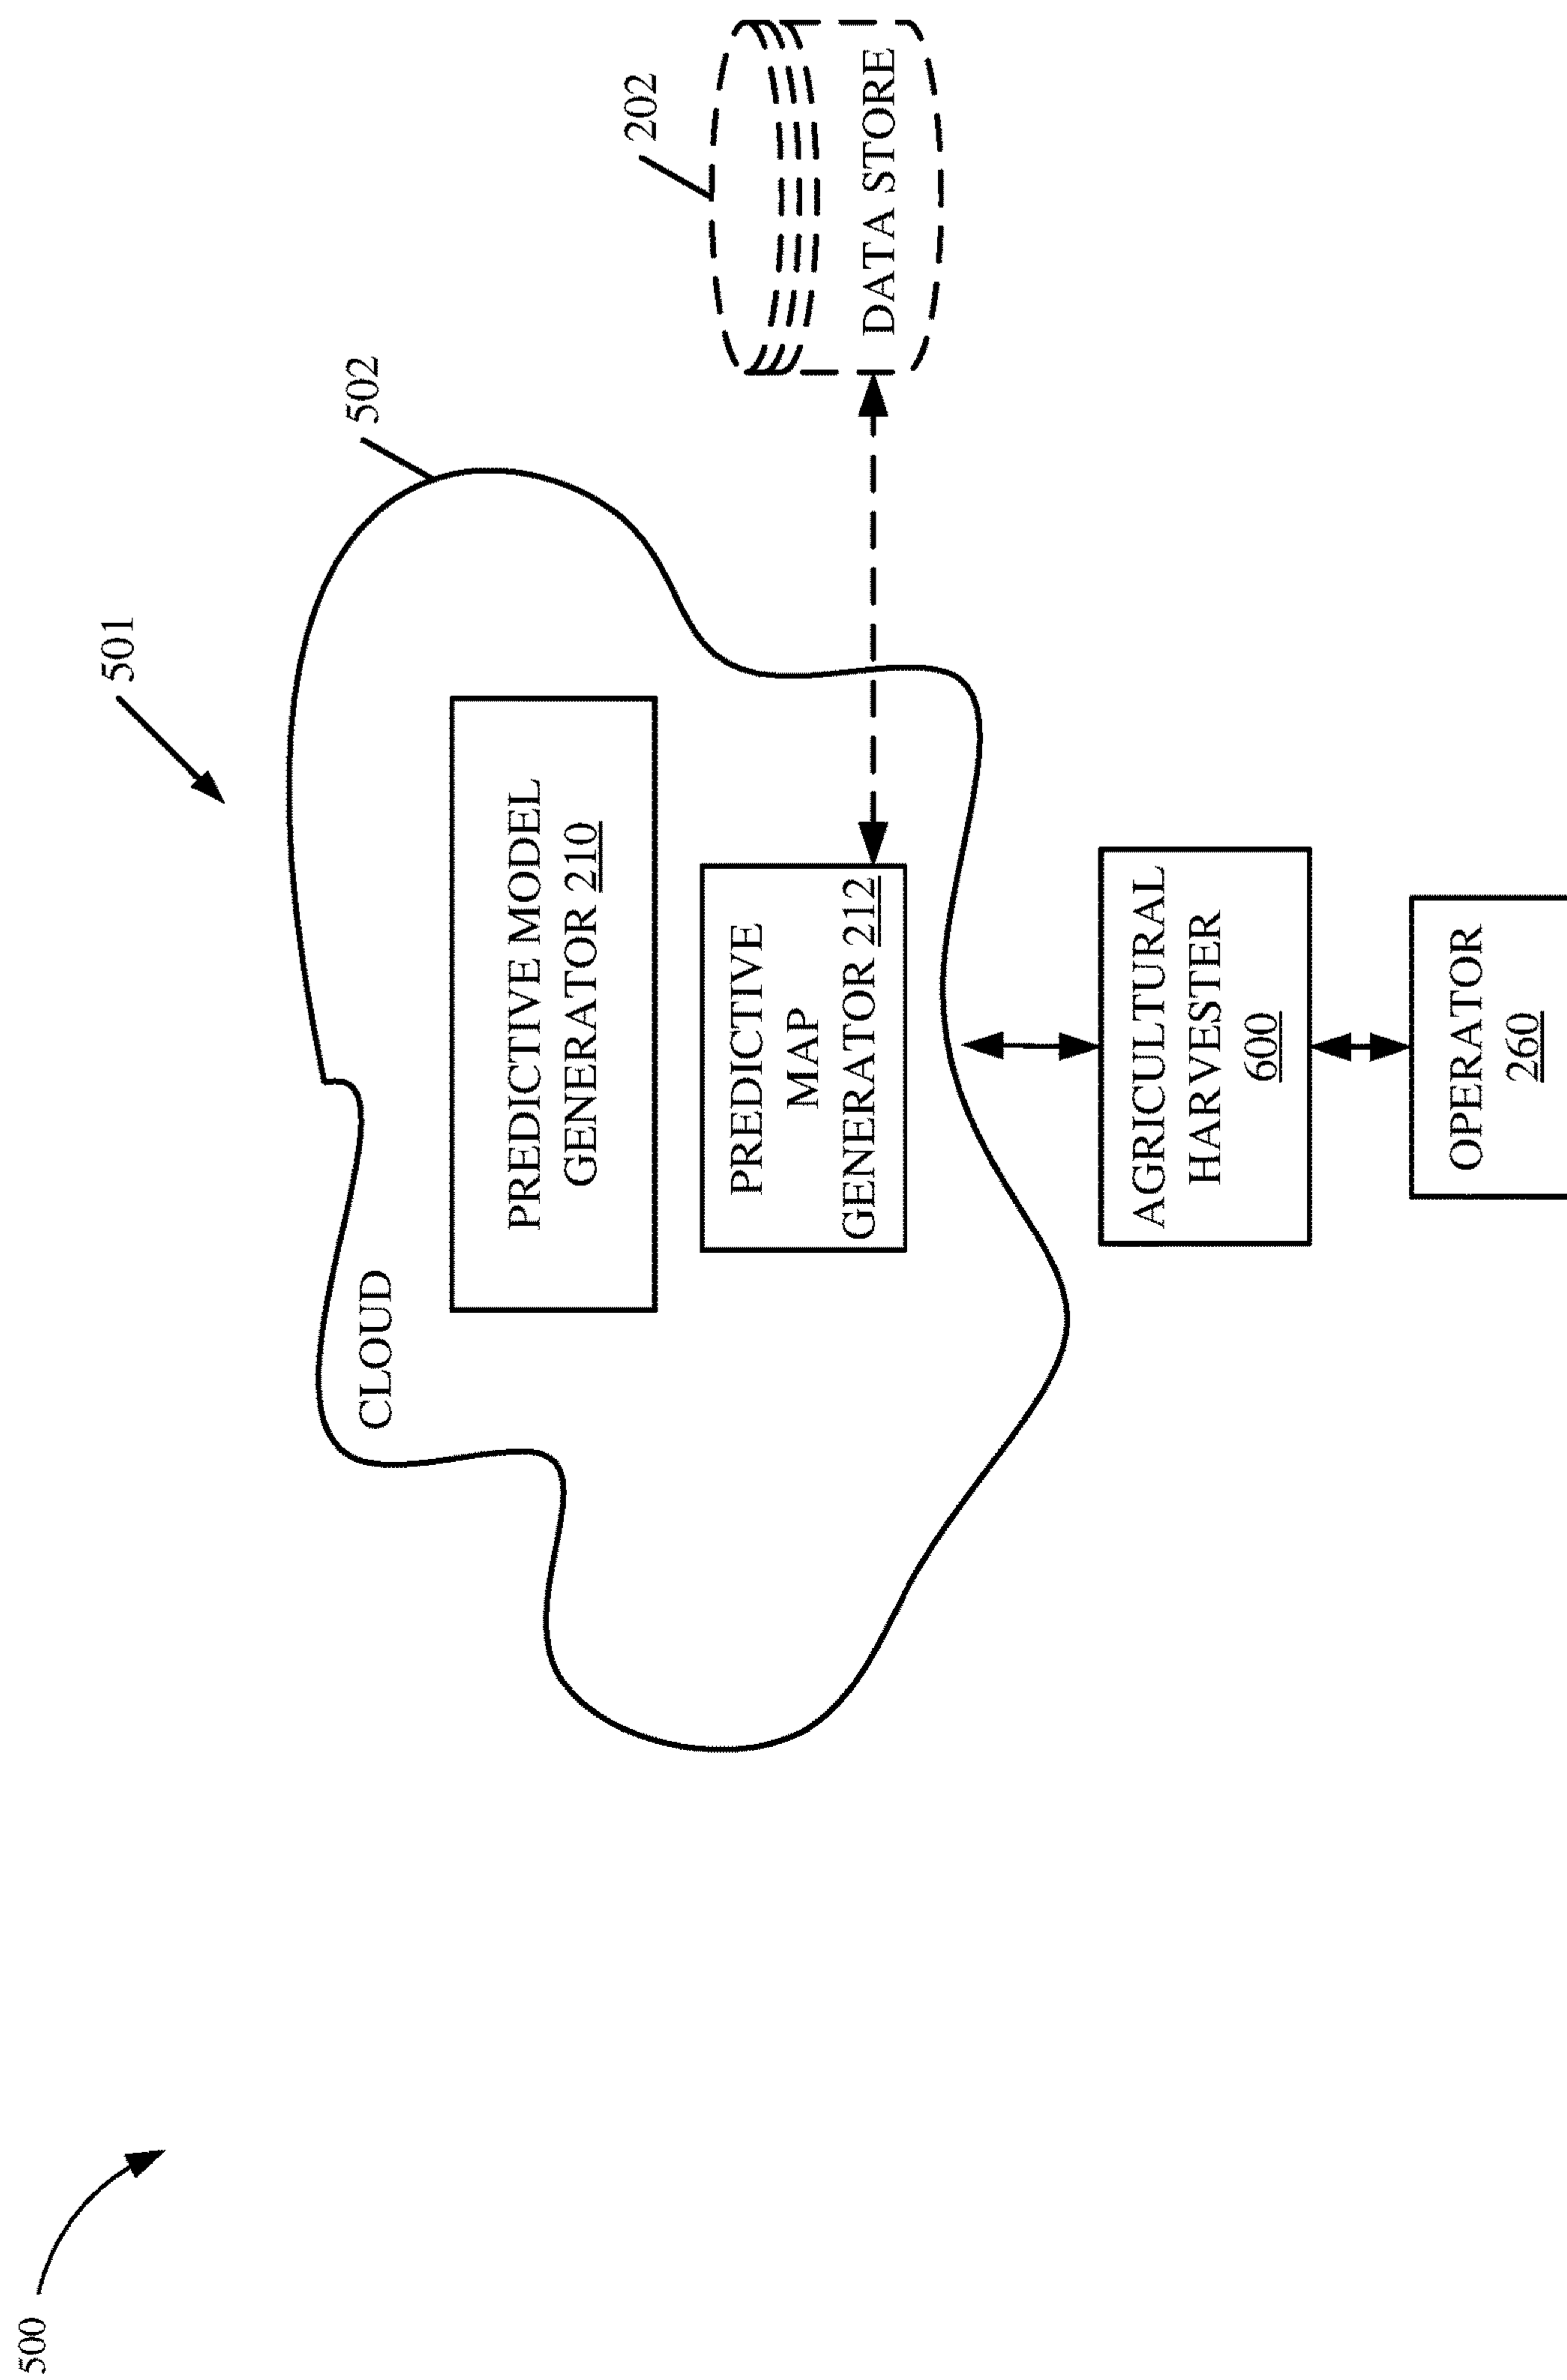 500
501
502
202
CLOUD
PREDICTIVE MODEL
GENERATOR 210
PREDICTIVE
MAP
GENERATOR 212
DATA STORE
AGRICULTURAL
HARVESTER
600
OPERATOR
260